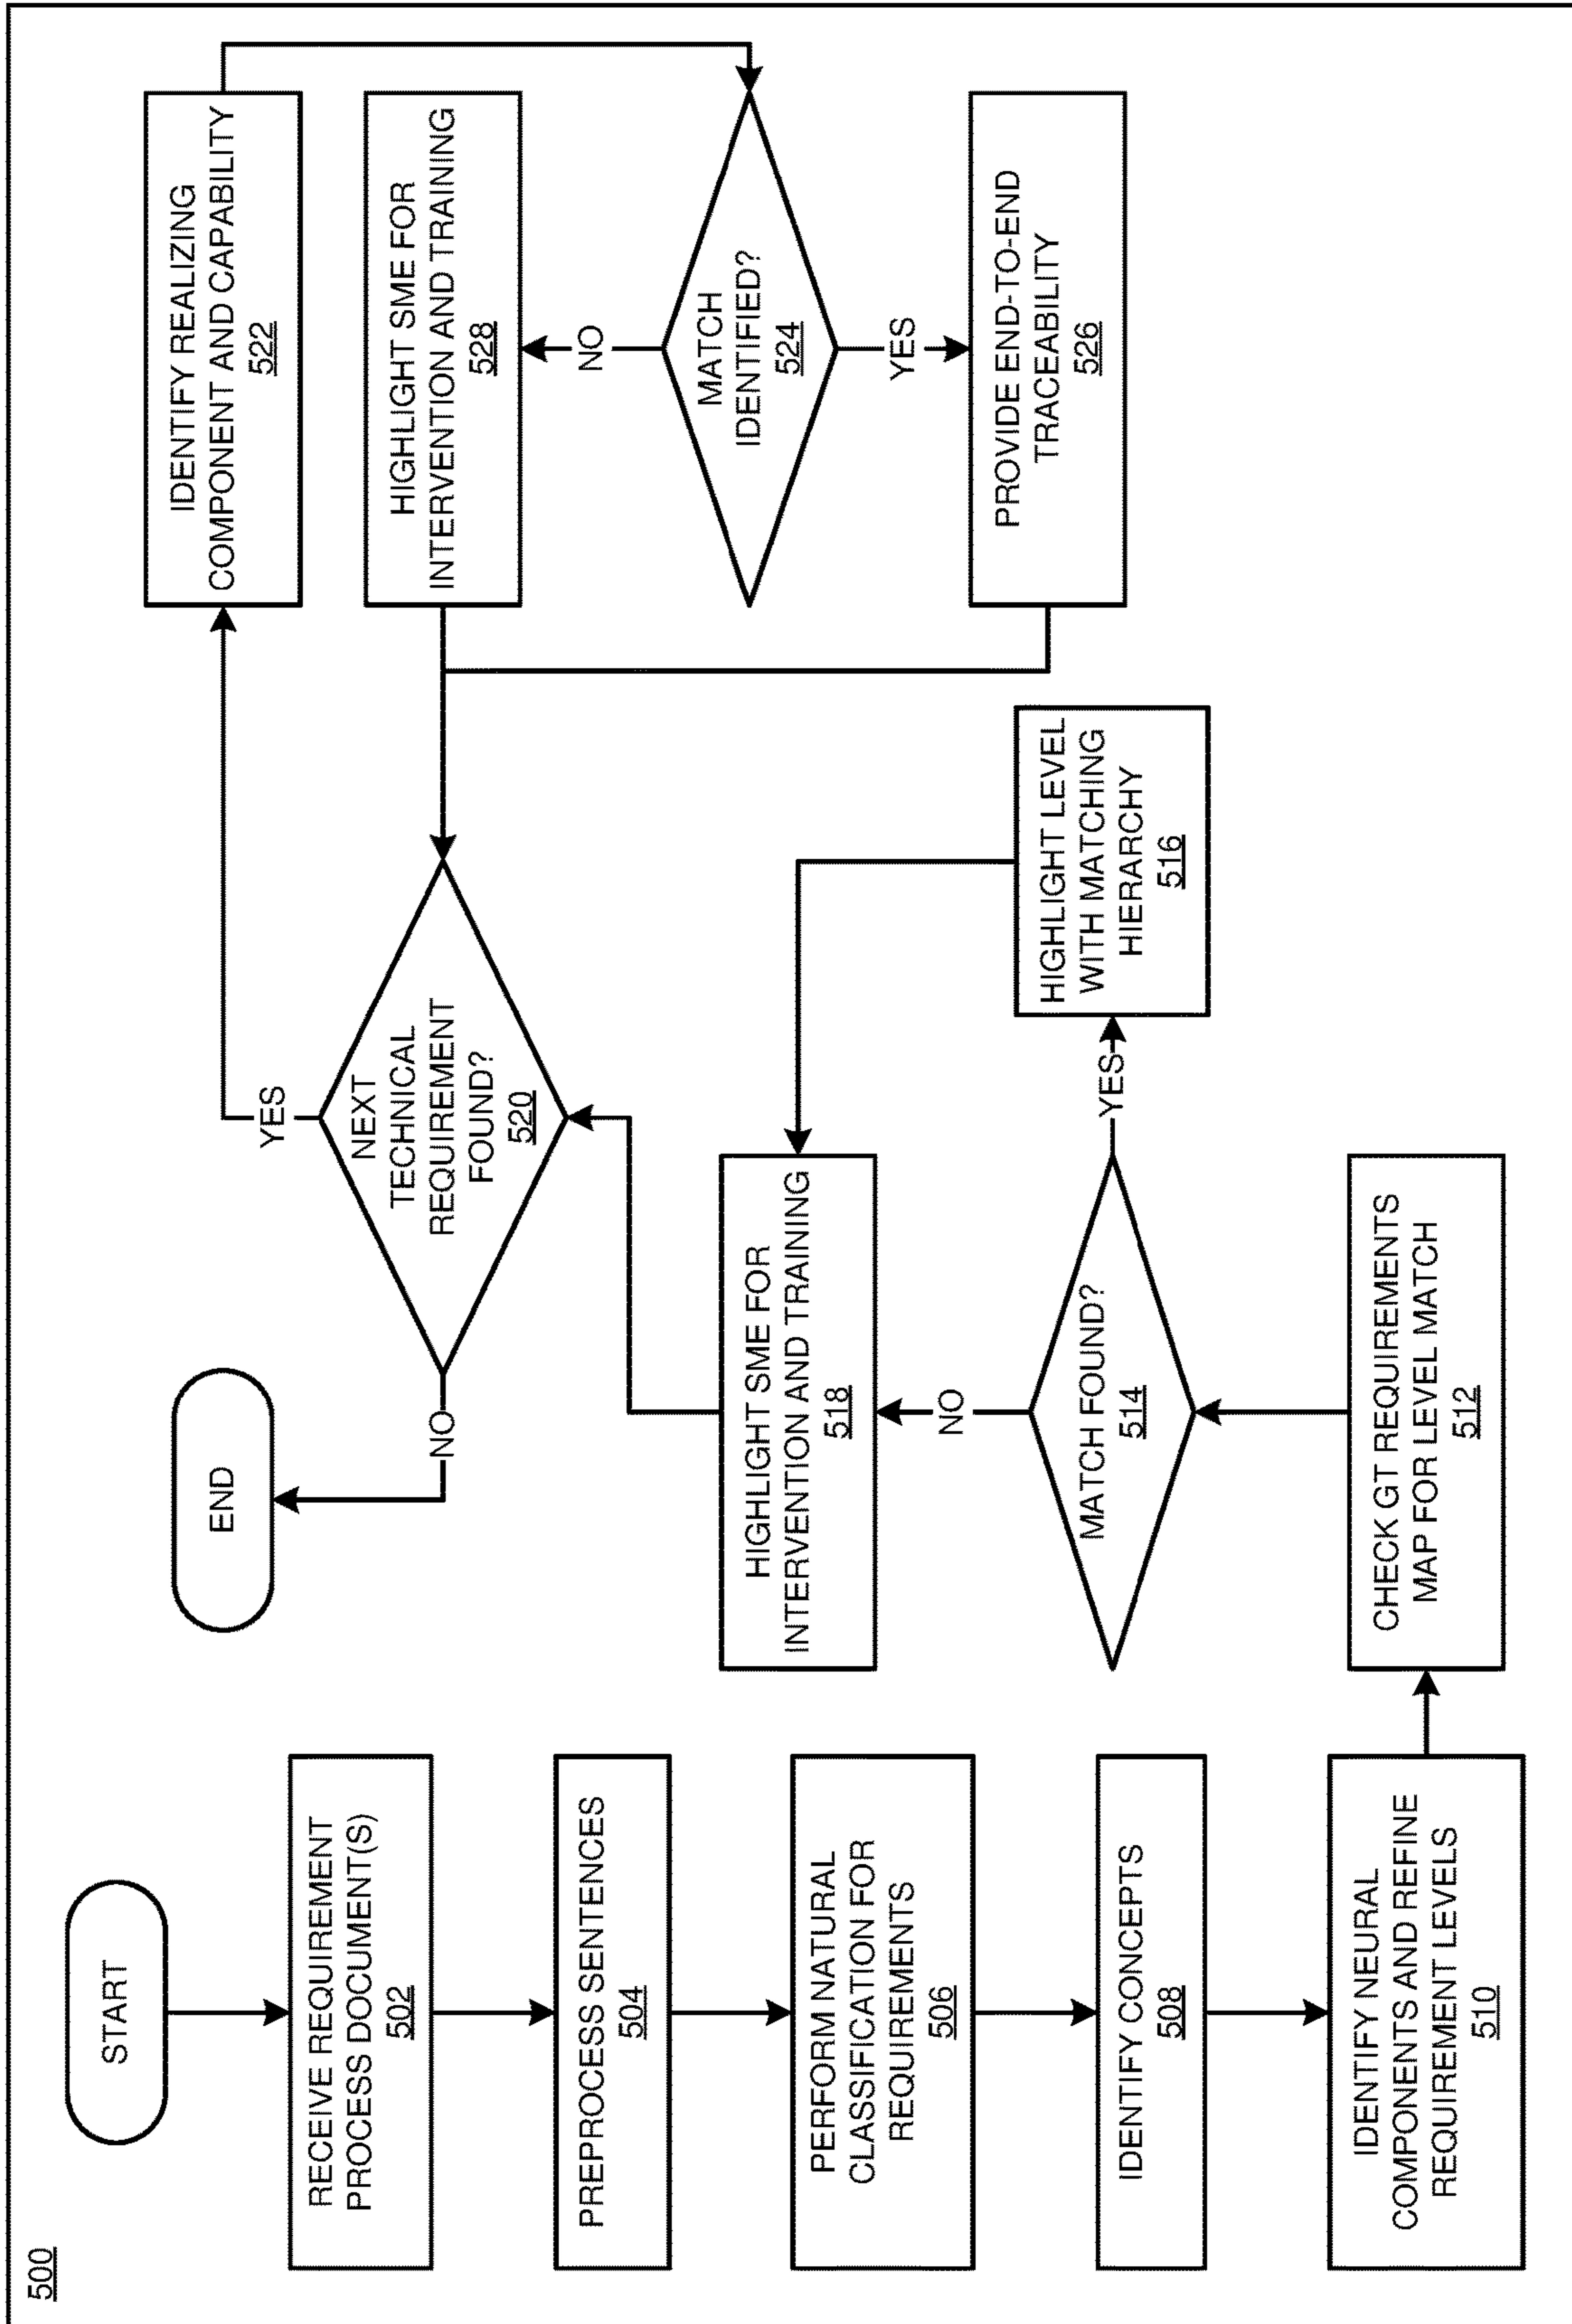 500
START
RECEIVE REQUIREMENT
PROCESS DOCUMENT(S)
502
PREPROCESS SENTENCES
504
PERFORM NATURAL
CLASSIFICATION FOR
REQUIREMENTS
506
IDENTIFY CONCEPTS
508
IDENTIFY NEURAL
COMPONENTS AND REFINE
REQUIREMENT LEVELS
510
CHECK GT REQUIREMENTS
MAP FOR LEVEL MATCH
512
MATCH FOUND?
514
YES
NO
HIGHLIGHT LEVEL
WITH MATCHING
HIERARCHY
516
HIGHLIGHT SME FOR
INTERVENTION AND TRAINING
518
NEXT
TECHNICAL
REQUIREMENT
FOUND?
520
NO
END
YES
IDENTIFY REALIZING
COMPONENT AND CAPABILITY
522
MATCH
IDENTIFIED?
524
YES
PROVIDE END-TO-END
TRACEABILITY
526
NO
HIGHLIGHT SME FOR
INTERVENTION AND TRAINING
528